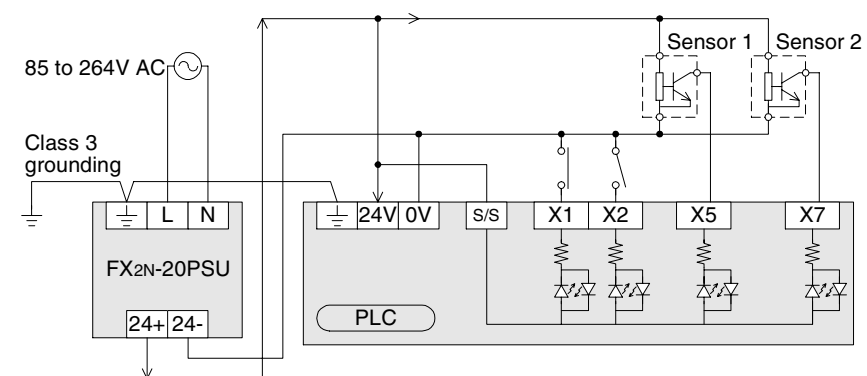 Sensor 1
Sensor 2
85 to 264V AC
Class 3
grounding
L
N
24V
0V
S/S
X1
X2
X5
X7
FX2N-20PSU
PLC
24+
24-